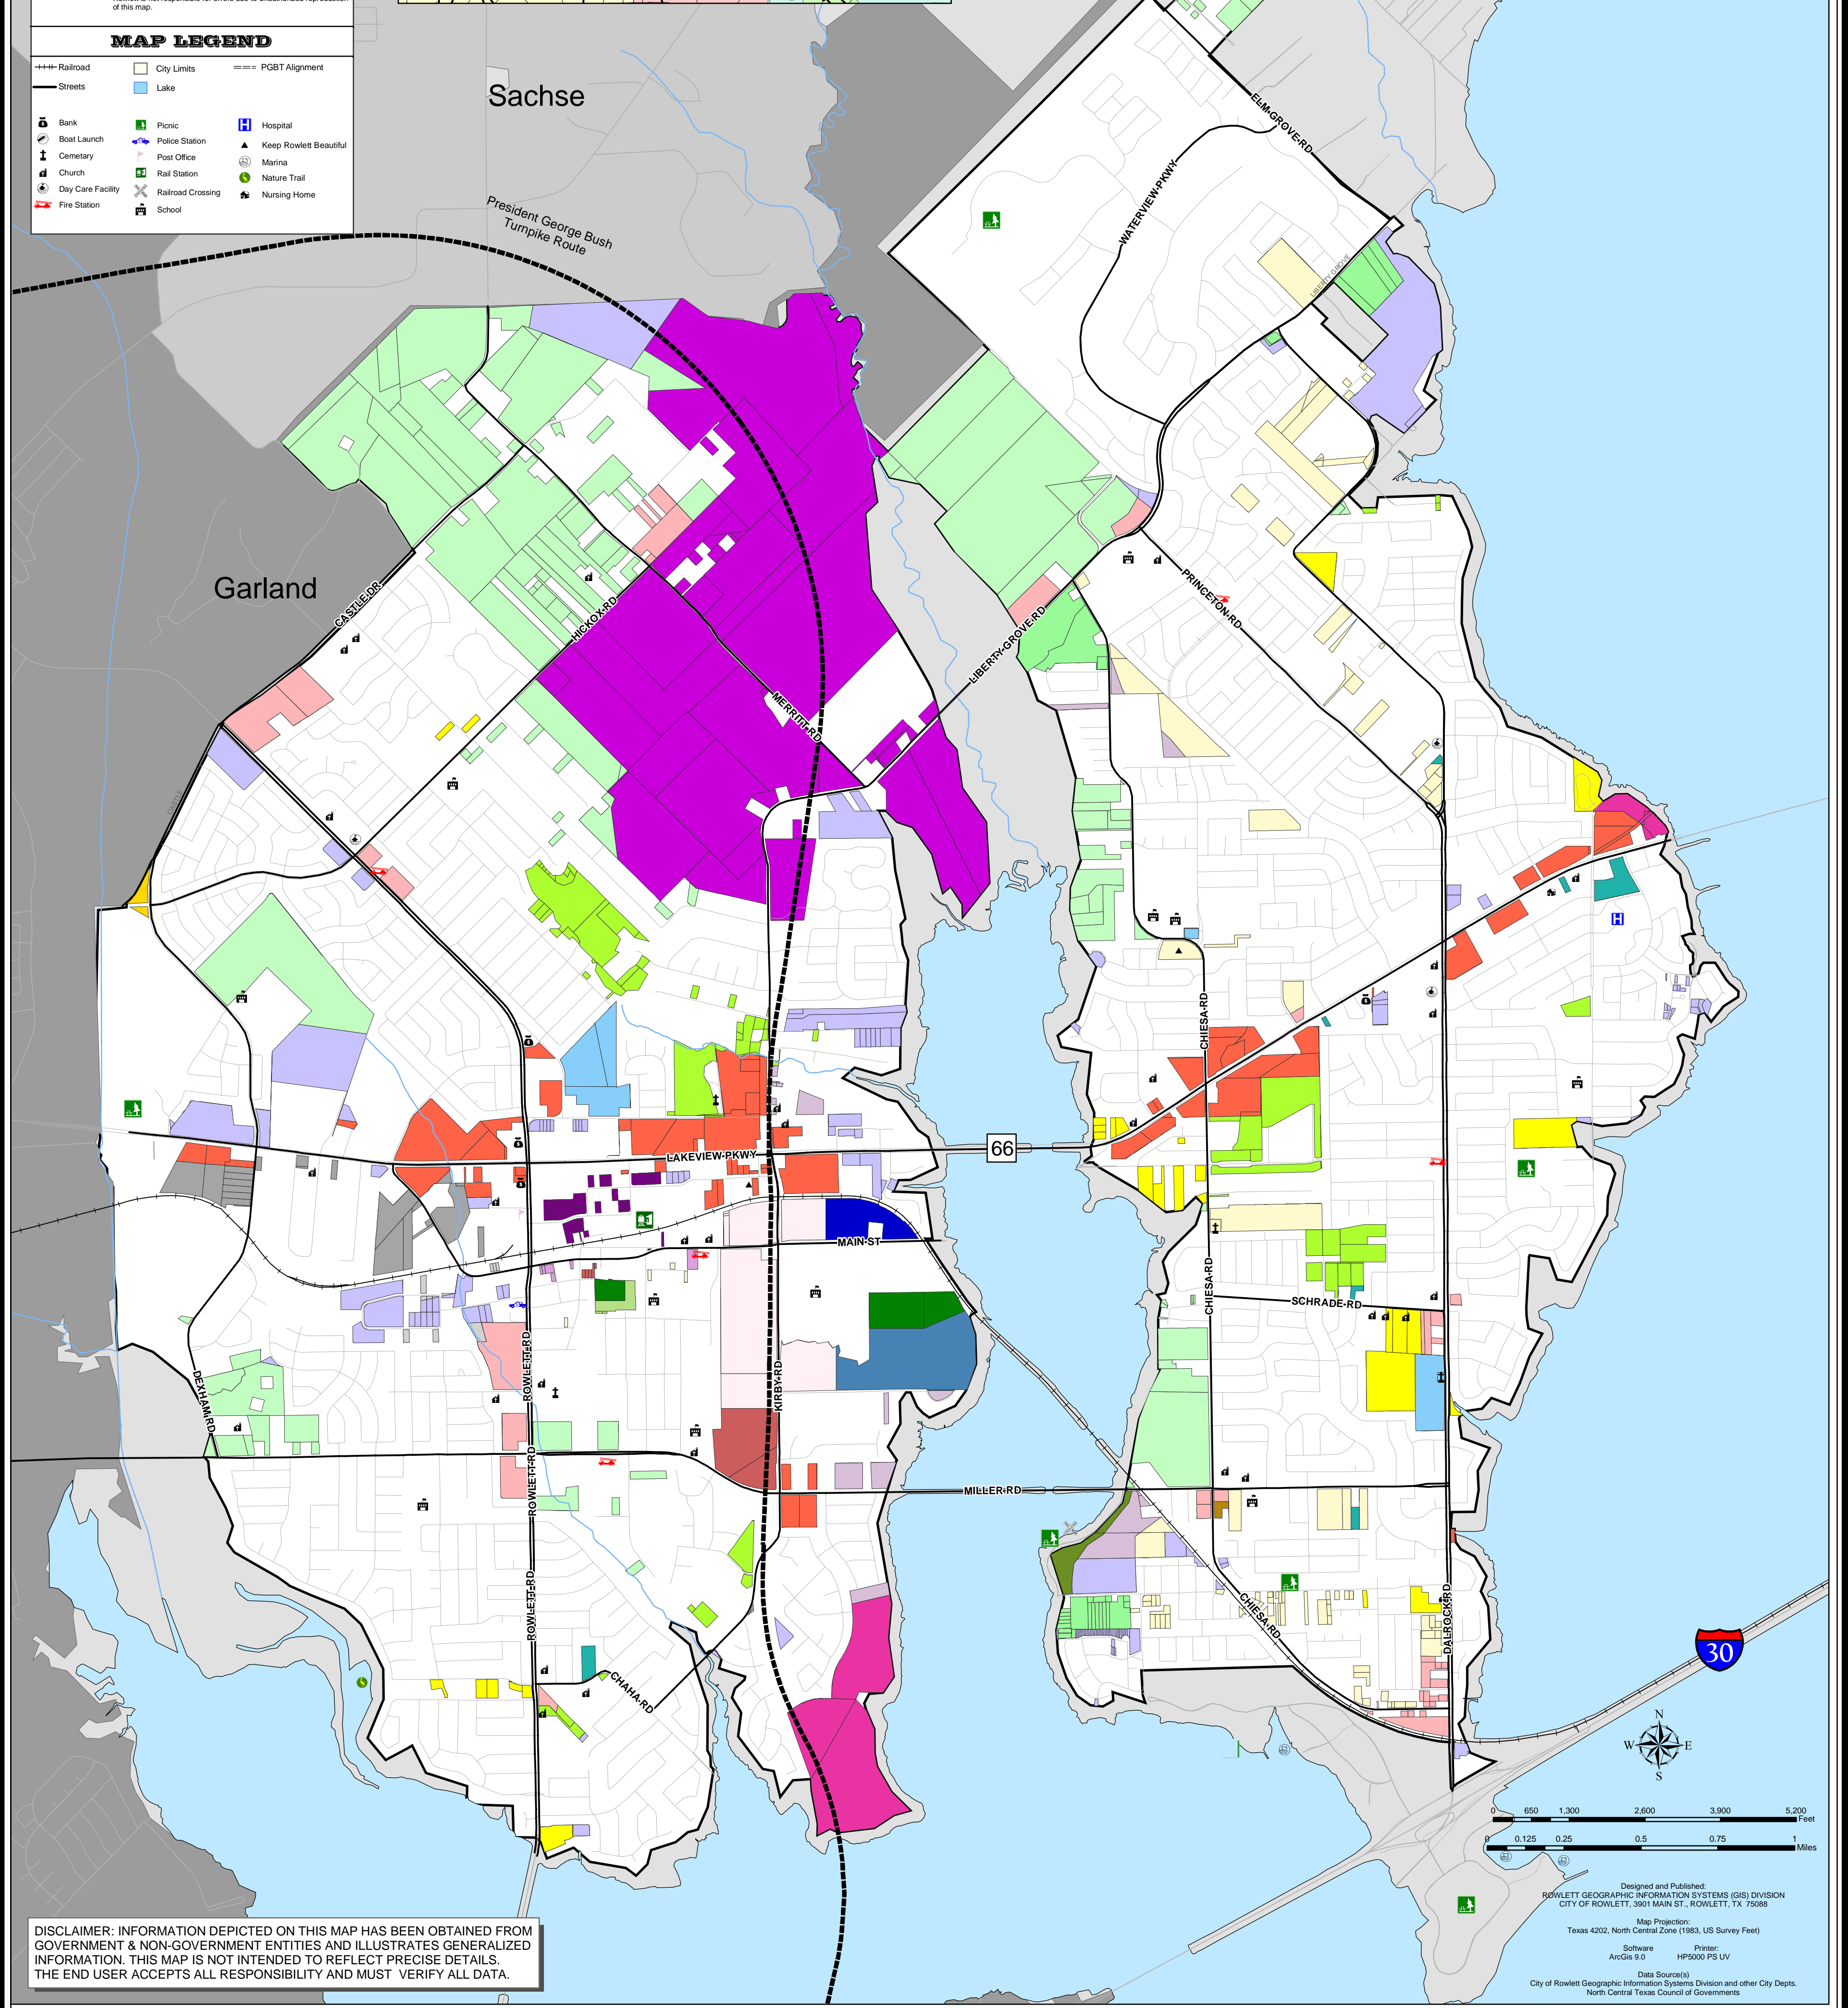 of this map.
MAP LEGEND
Railroad
City Limits
PGBT Alignment
Streets
Lake
Bank
Picnic
Hospital
Boat Launch
Police Station
Keep Rowlett Beautiful
Cemetary
Post Office
Marina
Church
Rail Station
Nature Trail
Day Care Facility
Railroad Crossing
Nursing Home
Fire Station
School
Sachse
President George Bush
Turnpike Route
ELM GROVE RD
WATERVIEW PKWY
LIBERTY GROVE
Garland
CASTLE DR
HICKOX RD
PRINCETON RD
LIBERTY GROVE RD
MERRITT RD
CASTLE
CHIESA RD
66
LAKEVIEW PKWY
MAIN ST
CHIESA RD
SCHRADE RD
ROWLETT RD
KIRBY RD
DEXHAM RD
ROWLETT RD
MILLER RD
ROWLETT RD
CHIESA RD
DALROCK RD
CHAHA RD
30
N
W E
S
0 650 1,300 2,600 3,900 5,200
Feet
0 0.125 0.25 0.5 0.75 1
Miles
Designed and Published:
ROWLETT GEOGRAPHIC INFORMATION SYSTEMS (GIS) DIVISION
CITY OF ROWLETT, 3901 MAIN ST., ROWLETT, TX 75088
Map Projection:
Texas 4202, North Central Zone (1983, US Survey Feet)
Software Printer:
ArcGis 9.0 HP5000 PS UV
Data Source(s)
City of Rowlett Geographic Information Systems Division and other City Depts.
North Central Texas Council of Governments
DISCLAIMER: INFORMATION DEPICTED ON THIS MAP HAS BEEN OBTAINED FROM
GOVERNMENT & NON-GOVERNMENT ENTITIES AND ILLUSTRATES GENERALIZED
INFORMATION. THIS MAP IS NOT INTENDED TO REFLECT PRECISE DETAILS.
THE END USER ACCEPTS ALL RESPONSIBILITY AND MUST VERIFY ALL DATA.